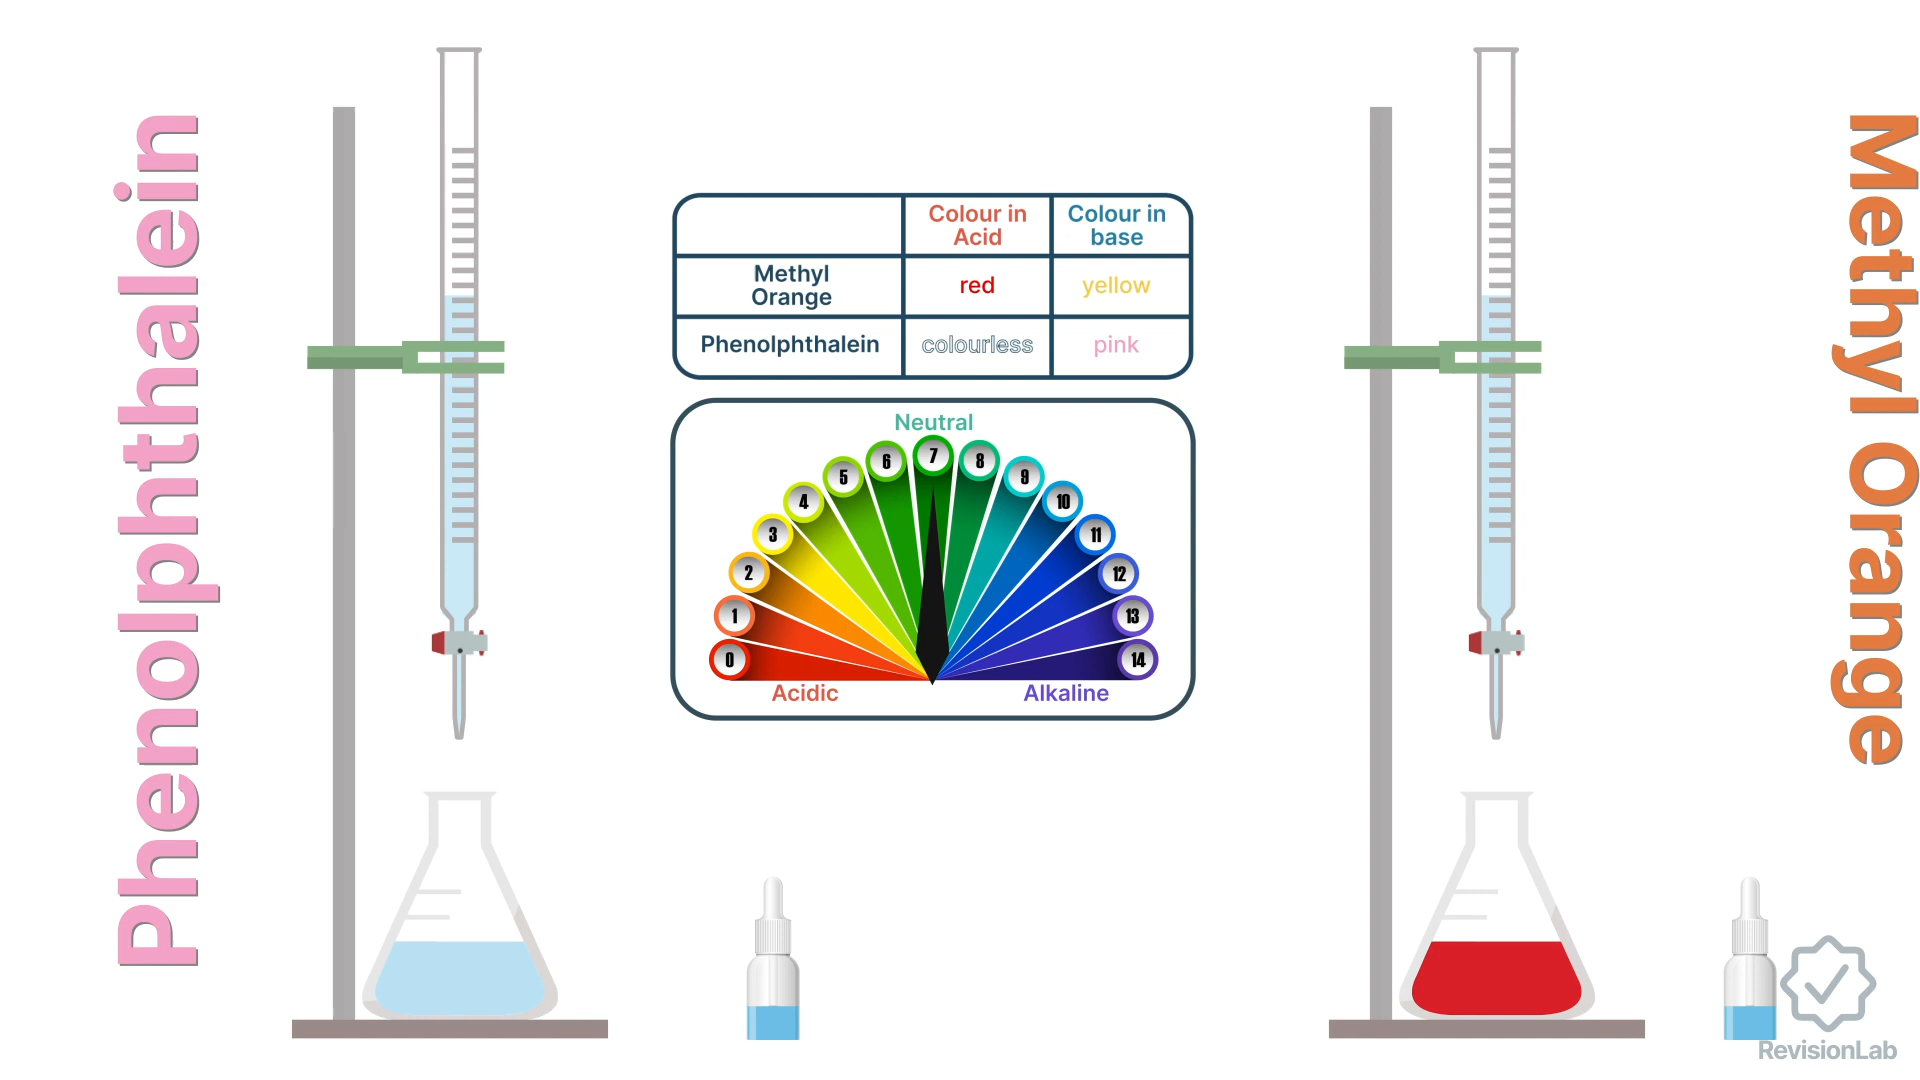 Phenolphthalein
Colour in
Acid
Colour in
base
Methyl
Orange
red
yellow
Phenolphthalein
colourless
pink
Neutral
0
1
2
3
4
5
6
7
8
9
10
11
12
13
14
Acidic
Alkaline
Methyl Orange
RevisionLab